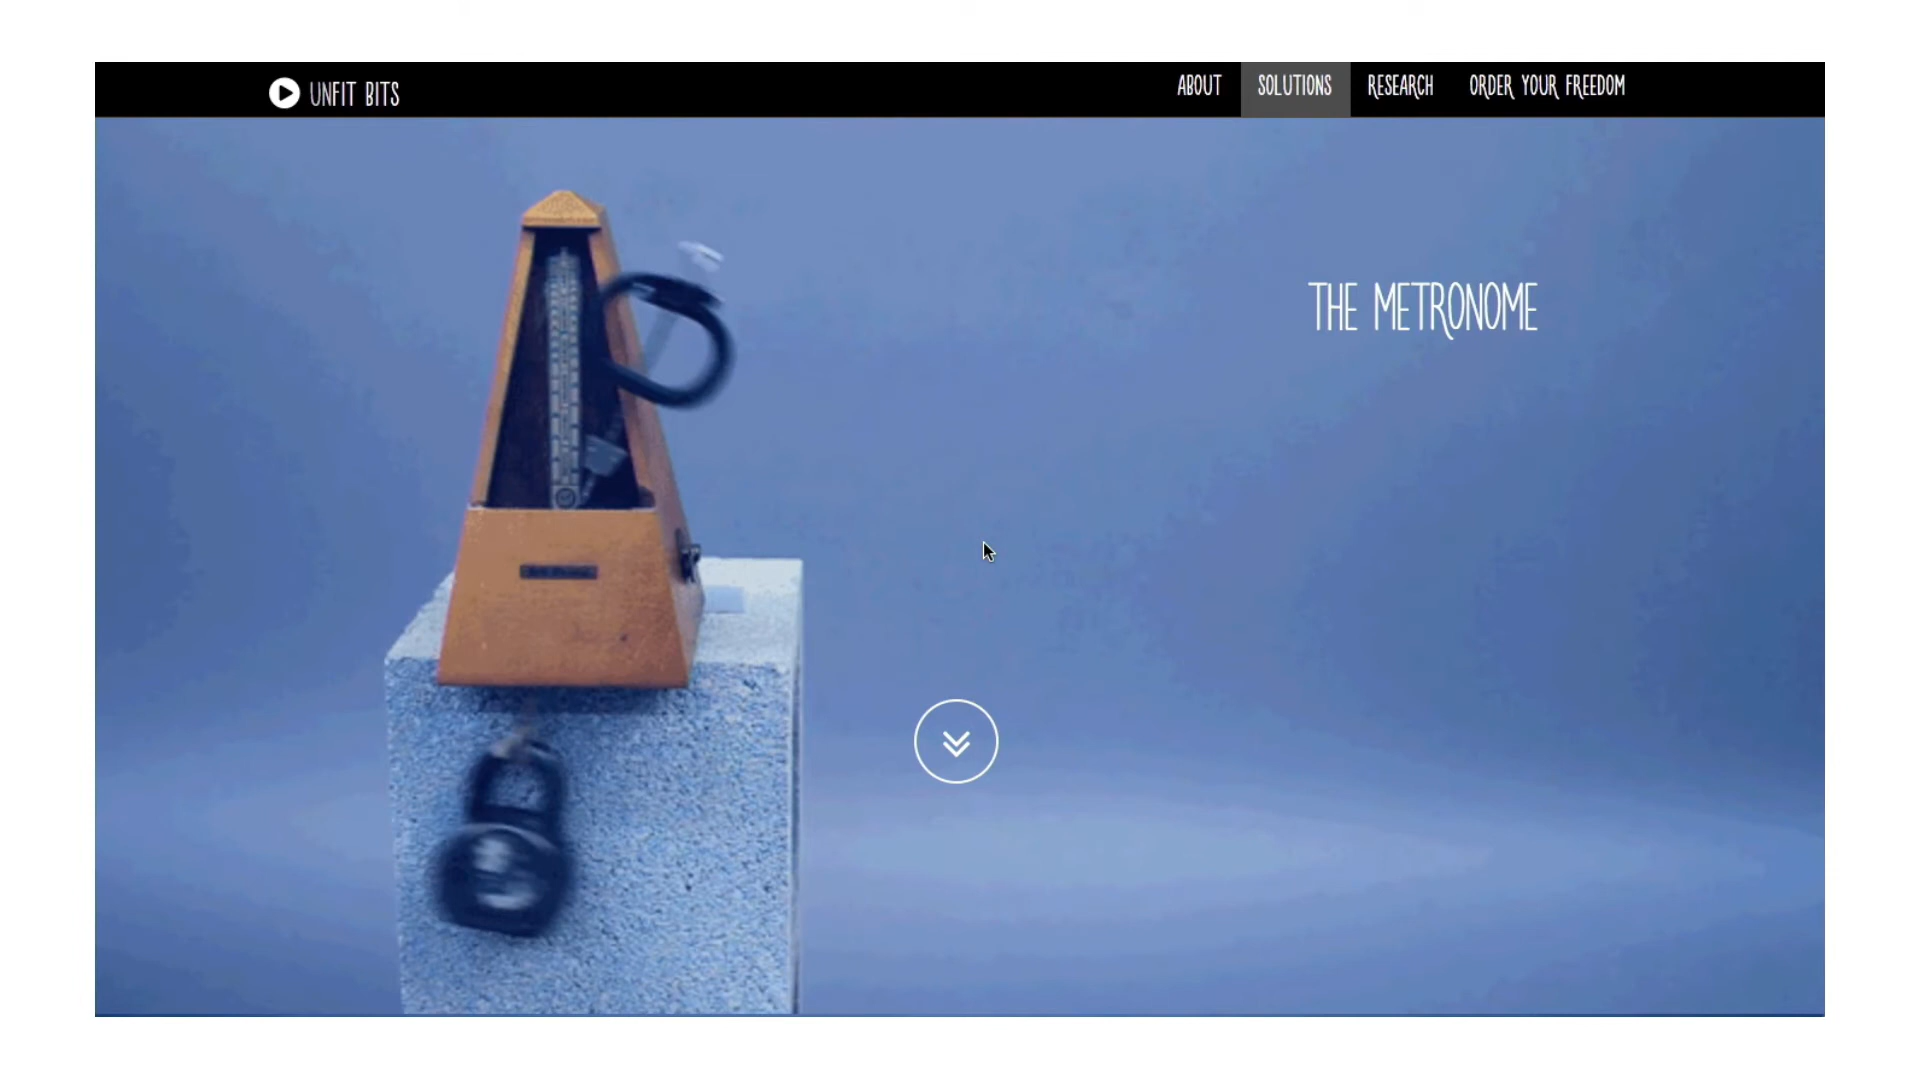 UNFIT BITS
ABOUT
SOLUTIONS
RESEARCH
ORDER YOUR FREEDOM
THE METRONOME